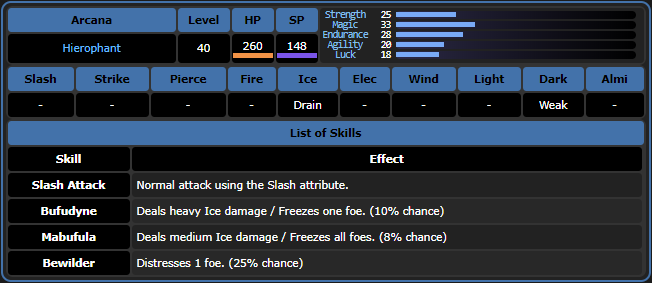 Arcana Level HP SP
Hierophant 40 260 148
Strength 25
Magic 33
Endurance 28
Agility 20
Luck 18
Slash Strike Pierce Fire Ice Elec Wind Light Dark Almi
- - - - Drain - - - Weak -
List of Skills
Skill Effect
Slash Attack Normal attack using the Slash attribute.
Bufudyne Deals heavy Ice damage / Freezes one foe. (10% chance)
Mabufula Deals medium Ice damage / Freezes all foes. (8% chance)
Bewilder Distresses 1 foe. (25% chance)